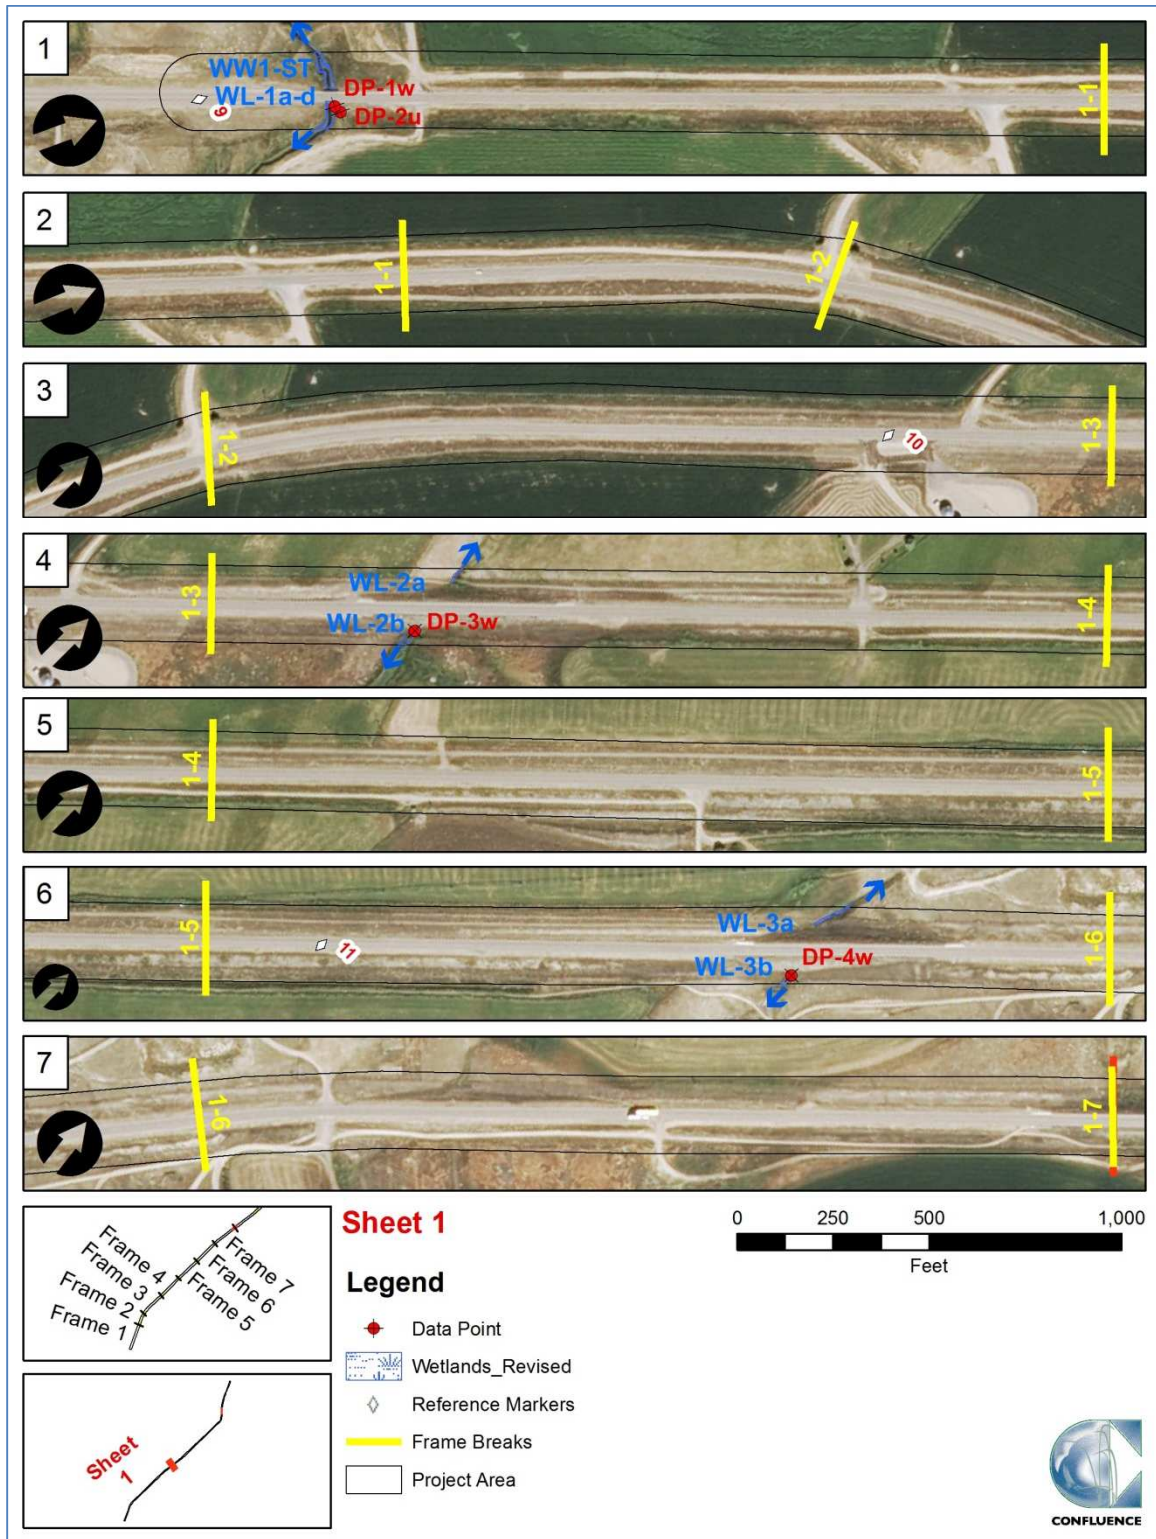 1
WW1-ST
WL-1a-d
DP-1w
DP-2u
9
1-1
2
1-1
1-2
3
1-2
10
1-3
4
1-3
WL-2a
WL-2b
DP-3w
1-4
5
1-4
1-5
6
1-5
11
WL-3a
WL-3b
DP-4w
1-6
7
1-6
1-7
Frame 4
Frame 3
Frame 2
Frame 1
Frame 7
Frame 6
Frame 5
Sheet
1
Sheet 1
0 250 500 1,000
Feet
Legend
Data Point
Wetlands_Revised
Reference Markers
Frame Breaks
Project Area
CONFLUENCE